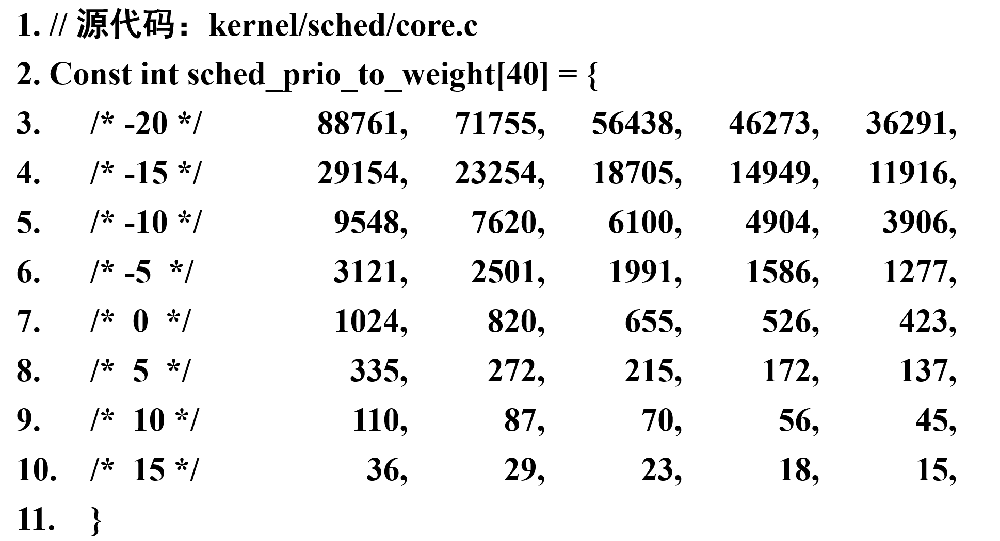 1. // 源代码：kernel/sched/core.c
2. Const int sched_prio_to_weight[40] = {
3. /* -20 */ 88761, 71755, 56438, 46273, 36291,
4. /* -15 */ 29154, 23254, 18705, 14949, 11916,
5. /* -10 */ 9548, 7620, 6100, 4904, 3906,
6. /* -5 */ 3121, 2501, 1991, 1586, 1277,
7. /* 0 */ 1024, 820, 655, 526, 423,
8. /* 5 */ 335, 272, 215, 172, 137,
9. /* 10 */ 110, 87, 70, 56, 45,
10. /* 15 */ 36, 29, 23, 18, 15,
11. }